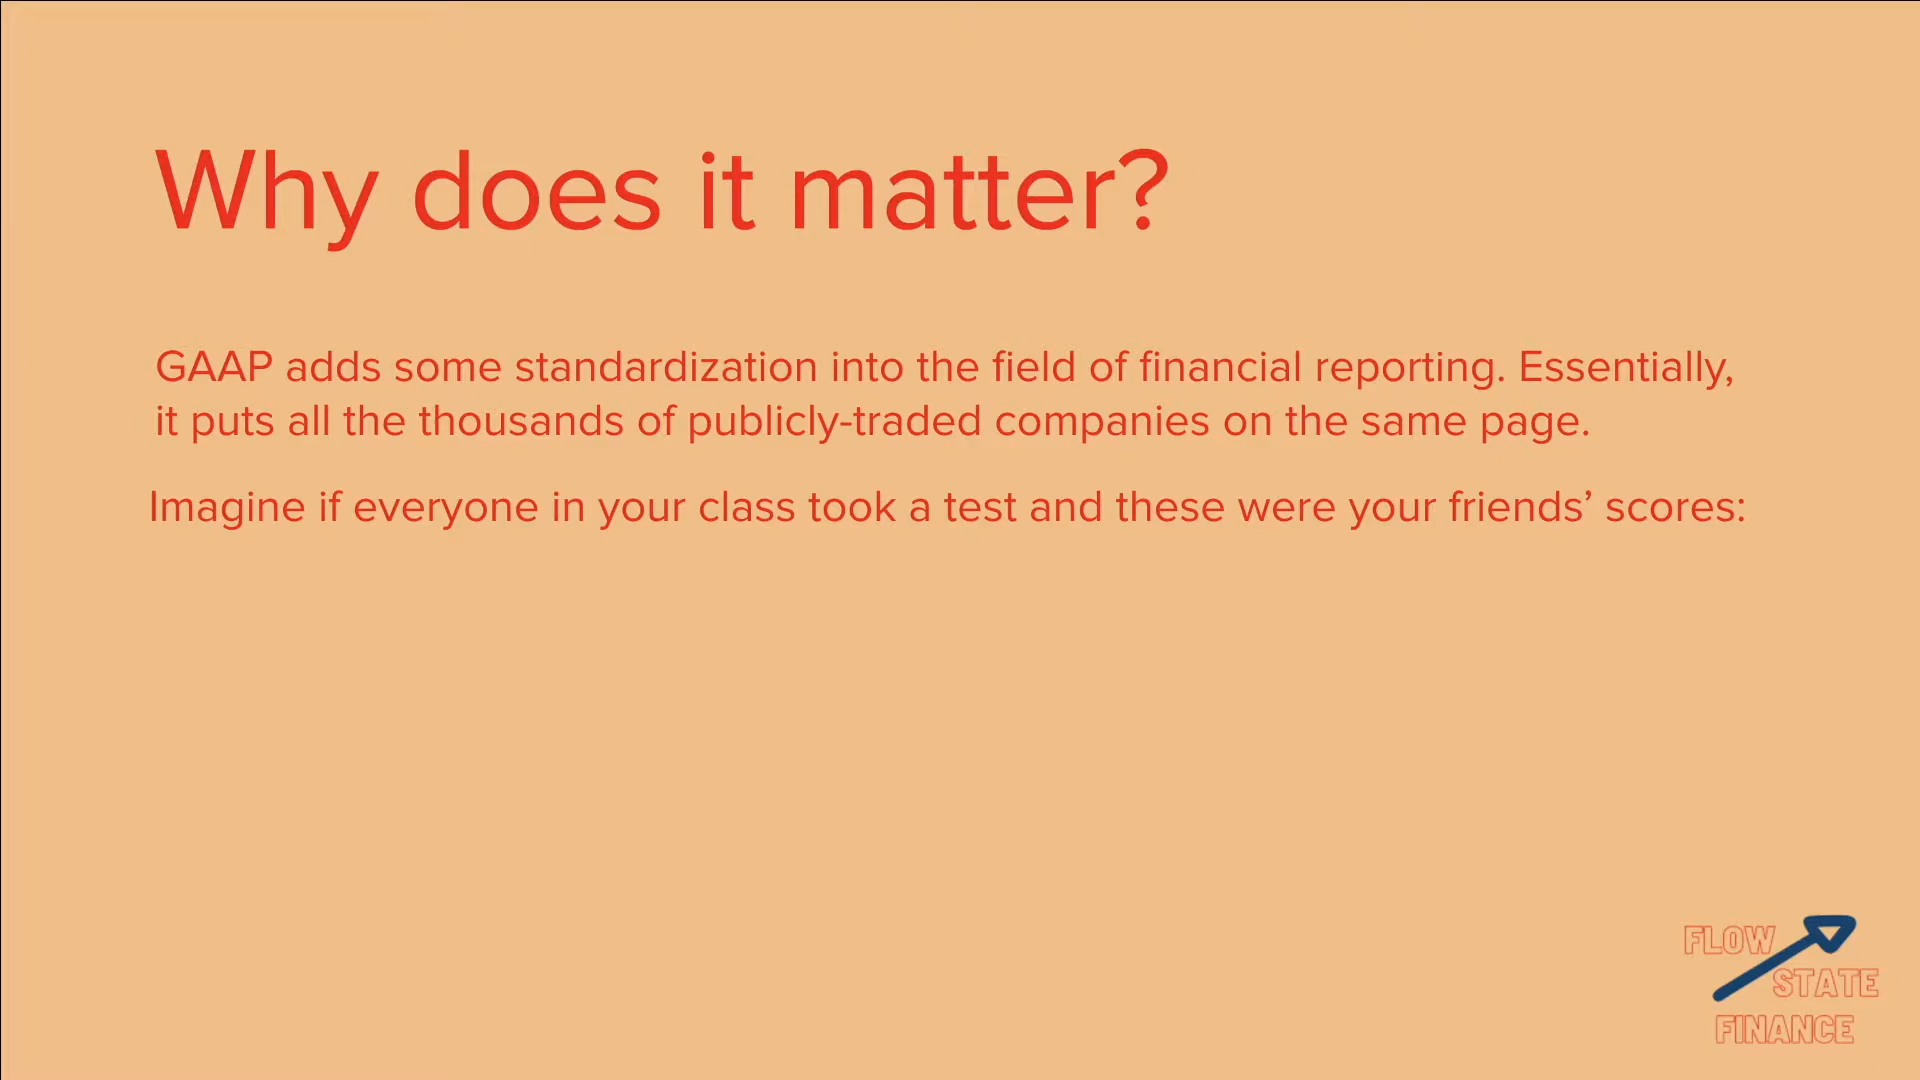 Why does it matter?
GAAP adds some standardization into the field of financial reporting. Essentially,
it puts all the thousands of publicly-traded companies on the same page.
Imagine if everyone in your class took a test and these were your friends’ scores:
FLOW
STATE
FINANCE